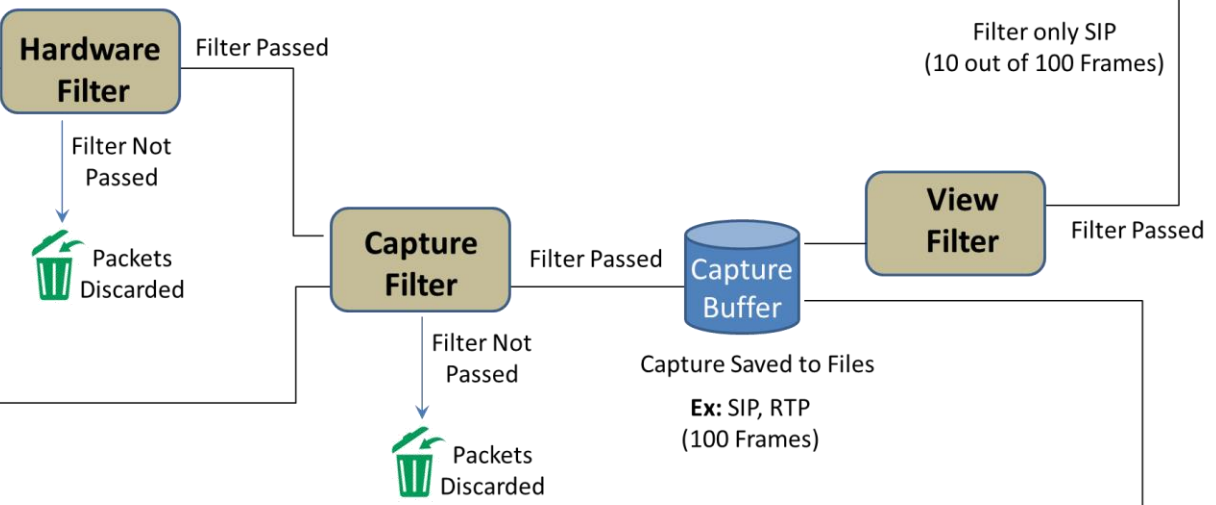 Hardware
Filter
Filter Passed
Filter Not
Passed
Packets
Discarded
Capture
Filter
Filter Passed
Filter Not
Passed
Packets
Discarded
Capture
Buffer
Capture Saved to Files
Ex: SIP, RTP
(100 Frames)
View
Filter
Filter Passed
Filter only SIP
(10 out of 100 Frames)